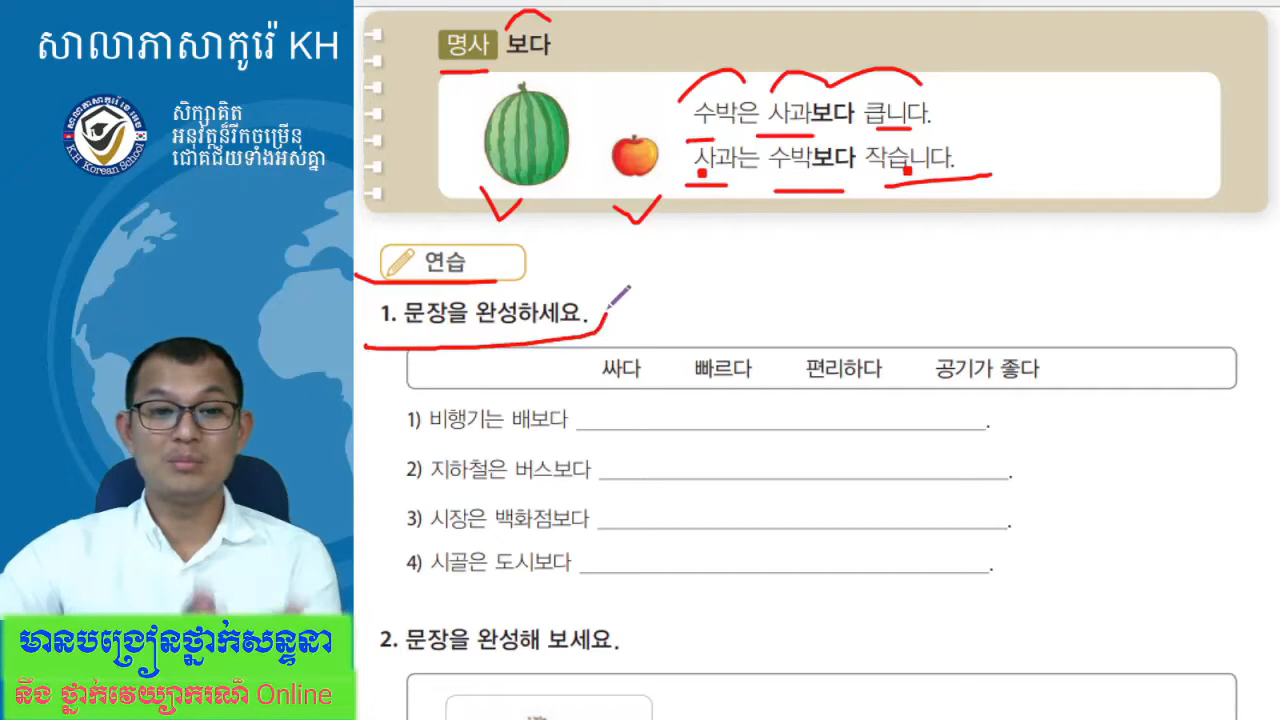 សាលាភាសាកូរ៉េ KH
សិក្សាគិត
អនុវត្តន៍រីកចម្រើន
ជោគជ័យទាំងអស់គ្នា
K.H Korean School
មានបង្រៀនថ្នាក់សន្ទនា
នឹង ថ្នាក់វេយ្យាករណ៍ Online
명사 보다
수박은 사과보다 큽니다.
사과는 수박보다 작습니다.
연습
1. 문장을 완성하세요.
싸다 빠르다 편리하다 공기가 좋다
1) 비행기는 배보다 .
2) 지하철은 버스보다 .
3) 시장은 백화점보다 .
4) 시골은 도시보다 .
2. 문장을 완성해 보세요.